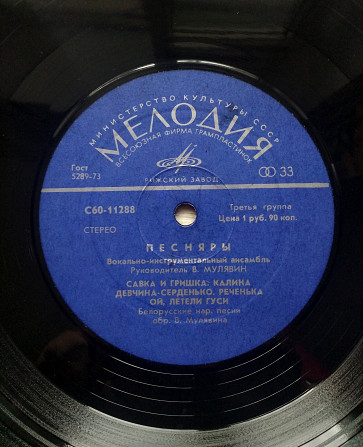 МИНИСТЕРСТВО КУЛЬТУРЫ СССР
МЕЛОДИЯ
ВСЕСОЮЗНАЯ ФИРМА ГРАМПЛАСТИНОК
РИЖСКИЙ ЗАВОД
Гост
5289-73
33
С60-11288
СТЕРЕО
Третья группа
Цена 1 руб. 90 коп.
ПЕСНЯРЫ
Вокально-инструментальный ансамбль
Руководитель В. МУЛЯВИН
САВКА И ГРИШКА; КАЛИНА
ДЕВЧИНА-СЕРДЕНЬКО, РЕЧЕНЬКА
ОЙ, ЛЕТЕЛИ ГУСИ
Белорусские нар. песни
обр. В. Мулявина